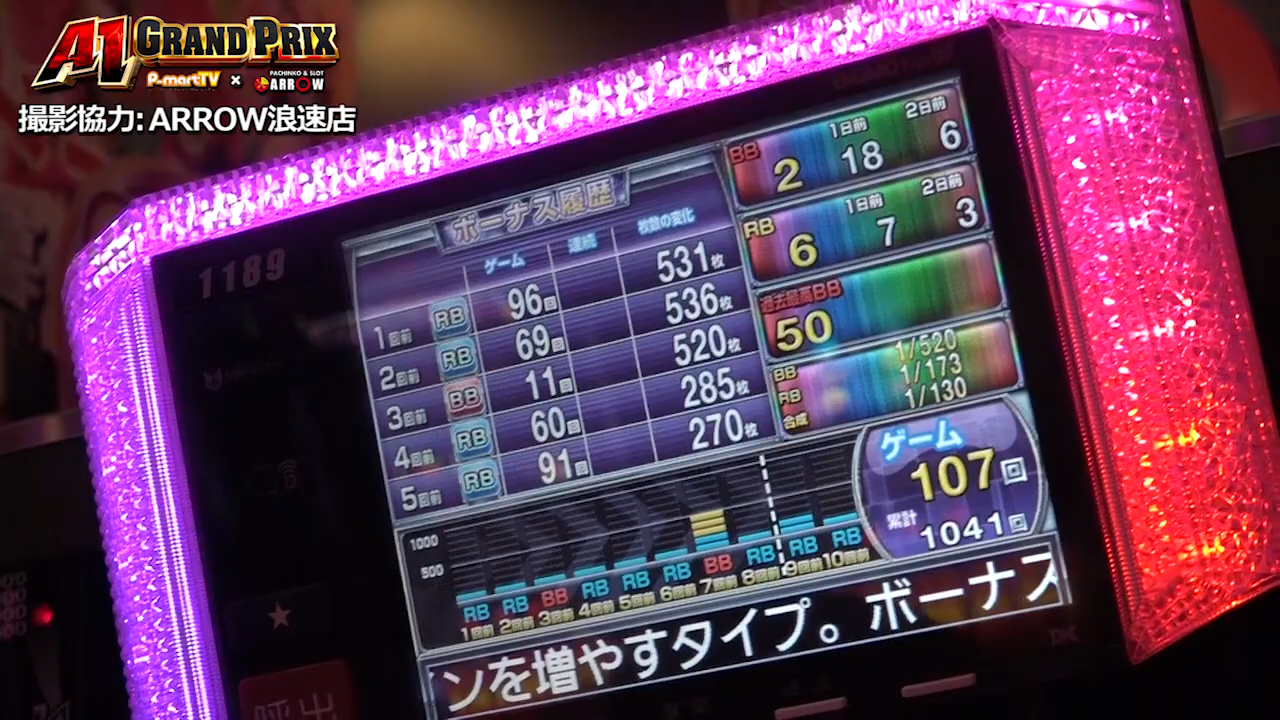 A1 GRAND PRIX
P-martTV × PACHINKO & SLOT ARROW
撮影協力: ARROW浪速店
1189
ボーナス履歴
ゲーム 連続 枚数の変化
1回前 RB 96回 531枚
2回前 RB 69回 536枚
3回前 BB 11回 520枚
4回前 RB 60回 285枚
5回前 RB 91回 270枚
1日前 2日前
BB 2 18 6
1日前 2日前
RB 6 7 3
過去最高BB
50
BB 1/520
RB 1/173
合成 1/130
ゲーム
107回
累計 1041回
1000
500
RB RB BB RB RB RB BB RB RB RB
1回前 2回前 3回前 4回前 5回前 6回前 7回前 8回前 9回前 10回前
ンを増やすタイプ。ボーナス
呼出